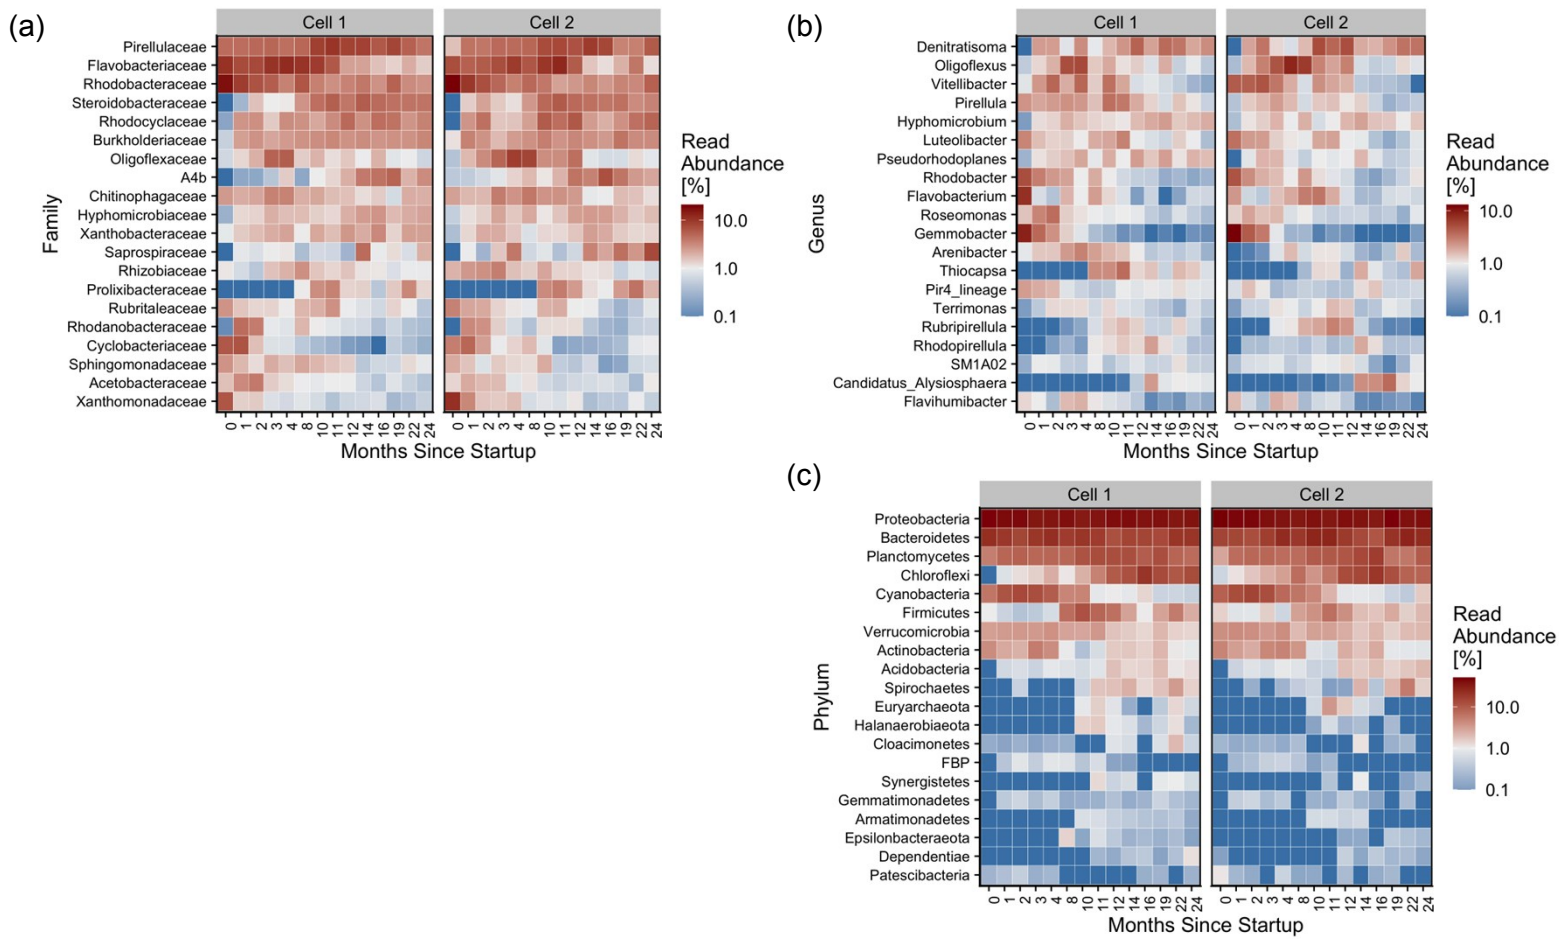 (a)
Cell 1
Cell 2
Family
Pirellulaceae
Flavobacteriaceae
Rhodobacteraceae
Steroidobacteraceae
Rhodocyclaceae
Burkholderiaceae
Oligoflexaceae
A4b
Chitinophagaceae
Hyphomicrobiaceae
Xanthobacteraceae
Saprospiraceae
Rhizobiaceae
Prolixibacteraceae
Rubritaleaceae
Rhodanobacteraceae
Cyclobacteriaceae
Sphingomonadaceae
Acetobacteraceae
Xanthomonadaceae
0 1 2 3 4 8 10 11 12 14 16 19 22 24
0 1 2 3 4 8 10 11 12 14 16 19 22 24
Months Since Startup
Read
Abundance
[%]
10.0
1.0
0.1
(b)
Cell 1
Cell 2
Genus
Denitratisoma
Oligoflexus
Vitellibacter
Pirellula
Hyphomicrobium
Luteolibacter
Pseudorhodoplanes
Rhodobacter
Flavobacterium
Roseomonas
Gemmobacter
Arenibacter
Thiocapsa
Pir4_lineage
Terrimonas
Rubripirellula
Rhodopirellula
SM1A02
Candidatus_Alysiosphaera
Flavihumibacter
0 1 2 3 4 8 10 11 12 14 16 19 22 24
0 1 2 3 4 8 10 11 12 14 16 19 22 24
Months Since Startup
Read
Abundance
[%]
10.0
1.0
0.1
(c)
Cell 1
Cell 2
Phylum
Proteobacteria
Bacteroidetes
Planctomycetes
Chloroflexi
Cyanobacteria
Firmicutes
Verrucomicrobia
Actinobacteria
Acidobacteria
Spirochaetes
Euryarchaeota
Halanaerobiaeota
Cloacimonetes
FBP
Synergistetes
Gemmatimonadetes
Armatimonadetes
Epsilonbacteraeota
Dependentiae
Patescibacteria
0 1 2 3 4 8 10 11 12 14 16 19 22 24
0 1 2 3 4 8 10 11 12 14 16 19 22 24
Months Since Startup
Read
Abundance
[%]
10.0
1.0
0.1